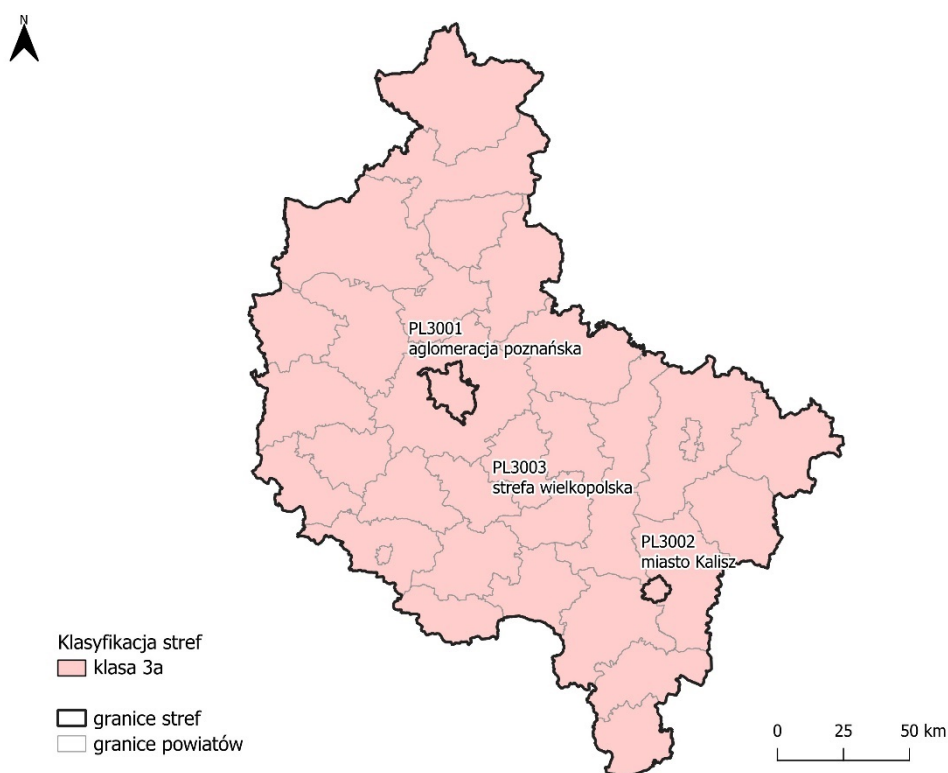 N
PL3001
aglomeracja poznańska
PL3003
strefa wielkopolska
PL3002
miasto Kalisz
Klasyfikacja stref
klasa 3a
granice stref
granice powiatów
0 25 50 km